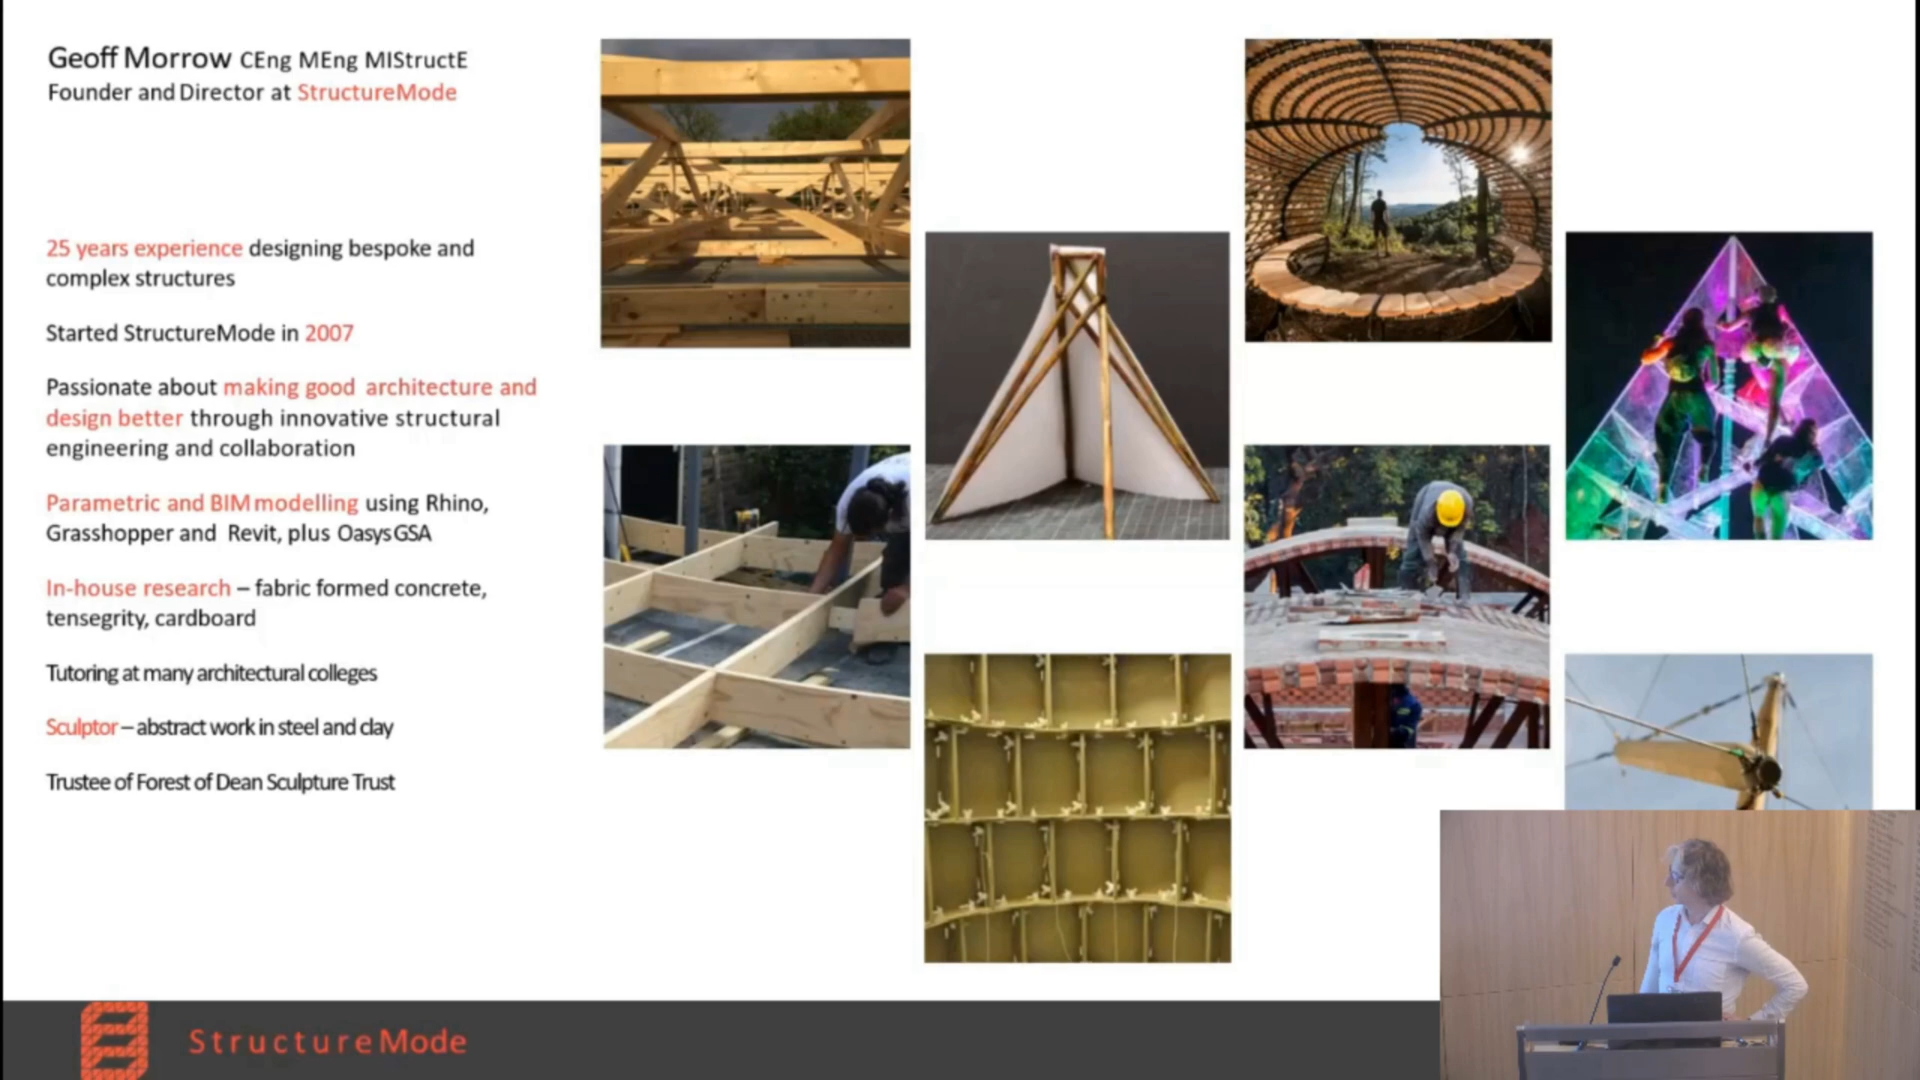 Geoff Morrow CEng MEng MIStructE
Founder and Director at StructureMode
25 years experience designing bespoke and
complex structures
Started StructureMode in 2007
Passionate about making good architecture and
design better through innovative structural
engineering and collaboration
Parametric and BIM modelling using Rhino,
Grasshopper and Revit, plus Oasys GSA
In-house research – fabric formed concrete,
tensegrity, cardboard
Tutoring at many architectural colleges
Sculptor – abstract work in steel and clay
Trustee of Forest of Dean Sculpture Trust
StructureMode